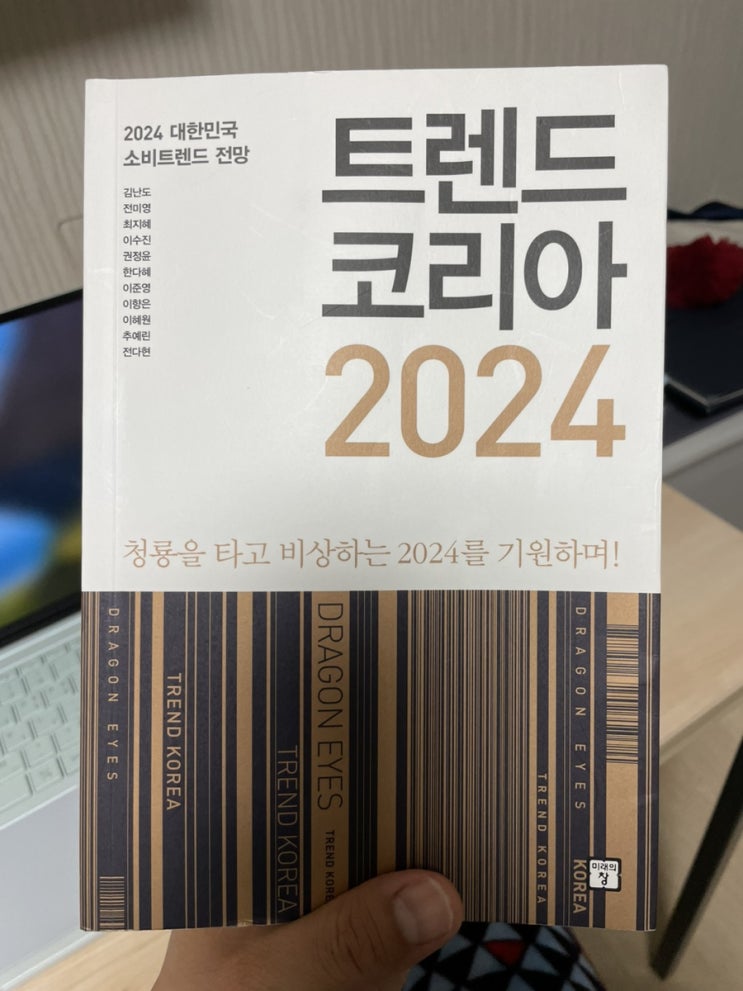 2024 대한민국
소비트렌드 전망
김난도
전미영
최지혜
이수진
권정윤
한다혜
이준영
이향은
이혜원
추예린
전다현
트렌드
코리아
2024
청룡을 타고 비상하는 2024를 기원하며!
DRAGON EYES
TREND KOREA
TREND KOREA
DRAGON EYES
TREND KORE
TREND KOREA
DRAGON EYES
KOREA
미래의
창